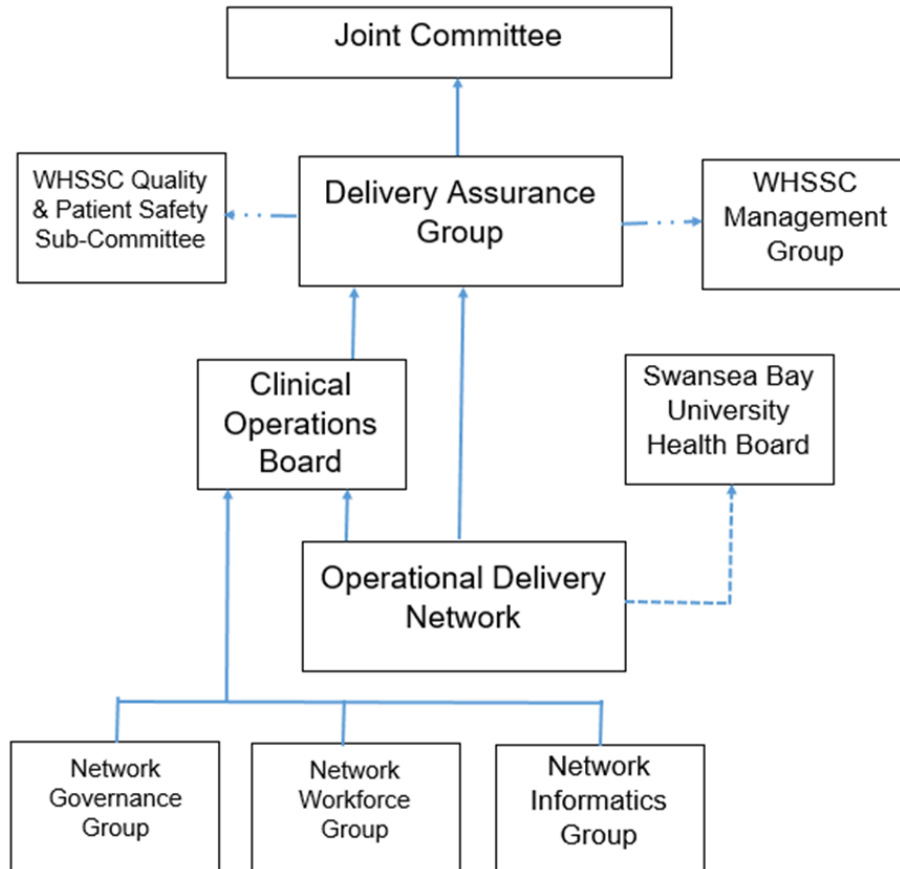 Joint Committee
WHSSC Quality
& Patient Safety
Sub-Committee
Delivery Assurance
Group
WHSSC
Management
Group
Clinical
Operations
Board
Swansea Bay
University
Health Board
Operational Delivery
Network
Network
Governance
Group
Network
Workforce
Group
Network
Informatics
Group